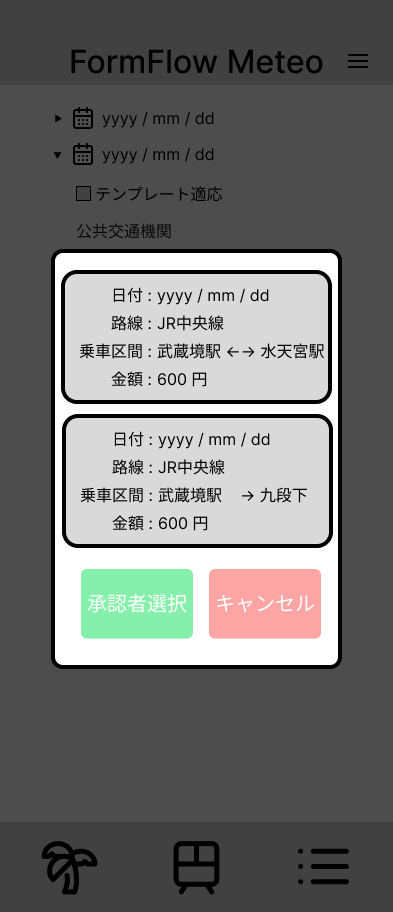 FormFlow Meteo
yyyy / mm / dd
yyyy / mm / dd
テンプレート適応
公共交通機関
日付 : yyyy / mm / dd
路線 : JR中央線
乗車区間 : 武蔵境駅 ←→ 水天宮駅
金額 : 600 円
日付 : yyyy / mm / dd
路線 : JR中央線
乗車区間 : 武蔵境駅 → 九段下
金額 : 600 円
承認者選択 キャンセル